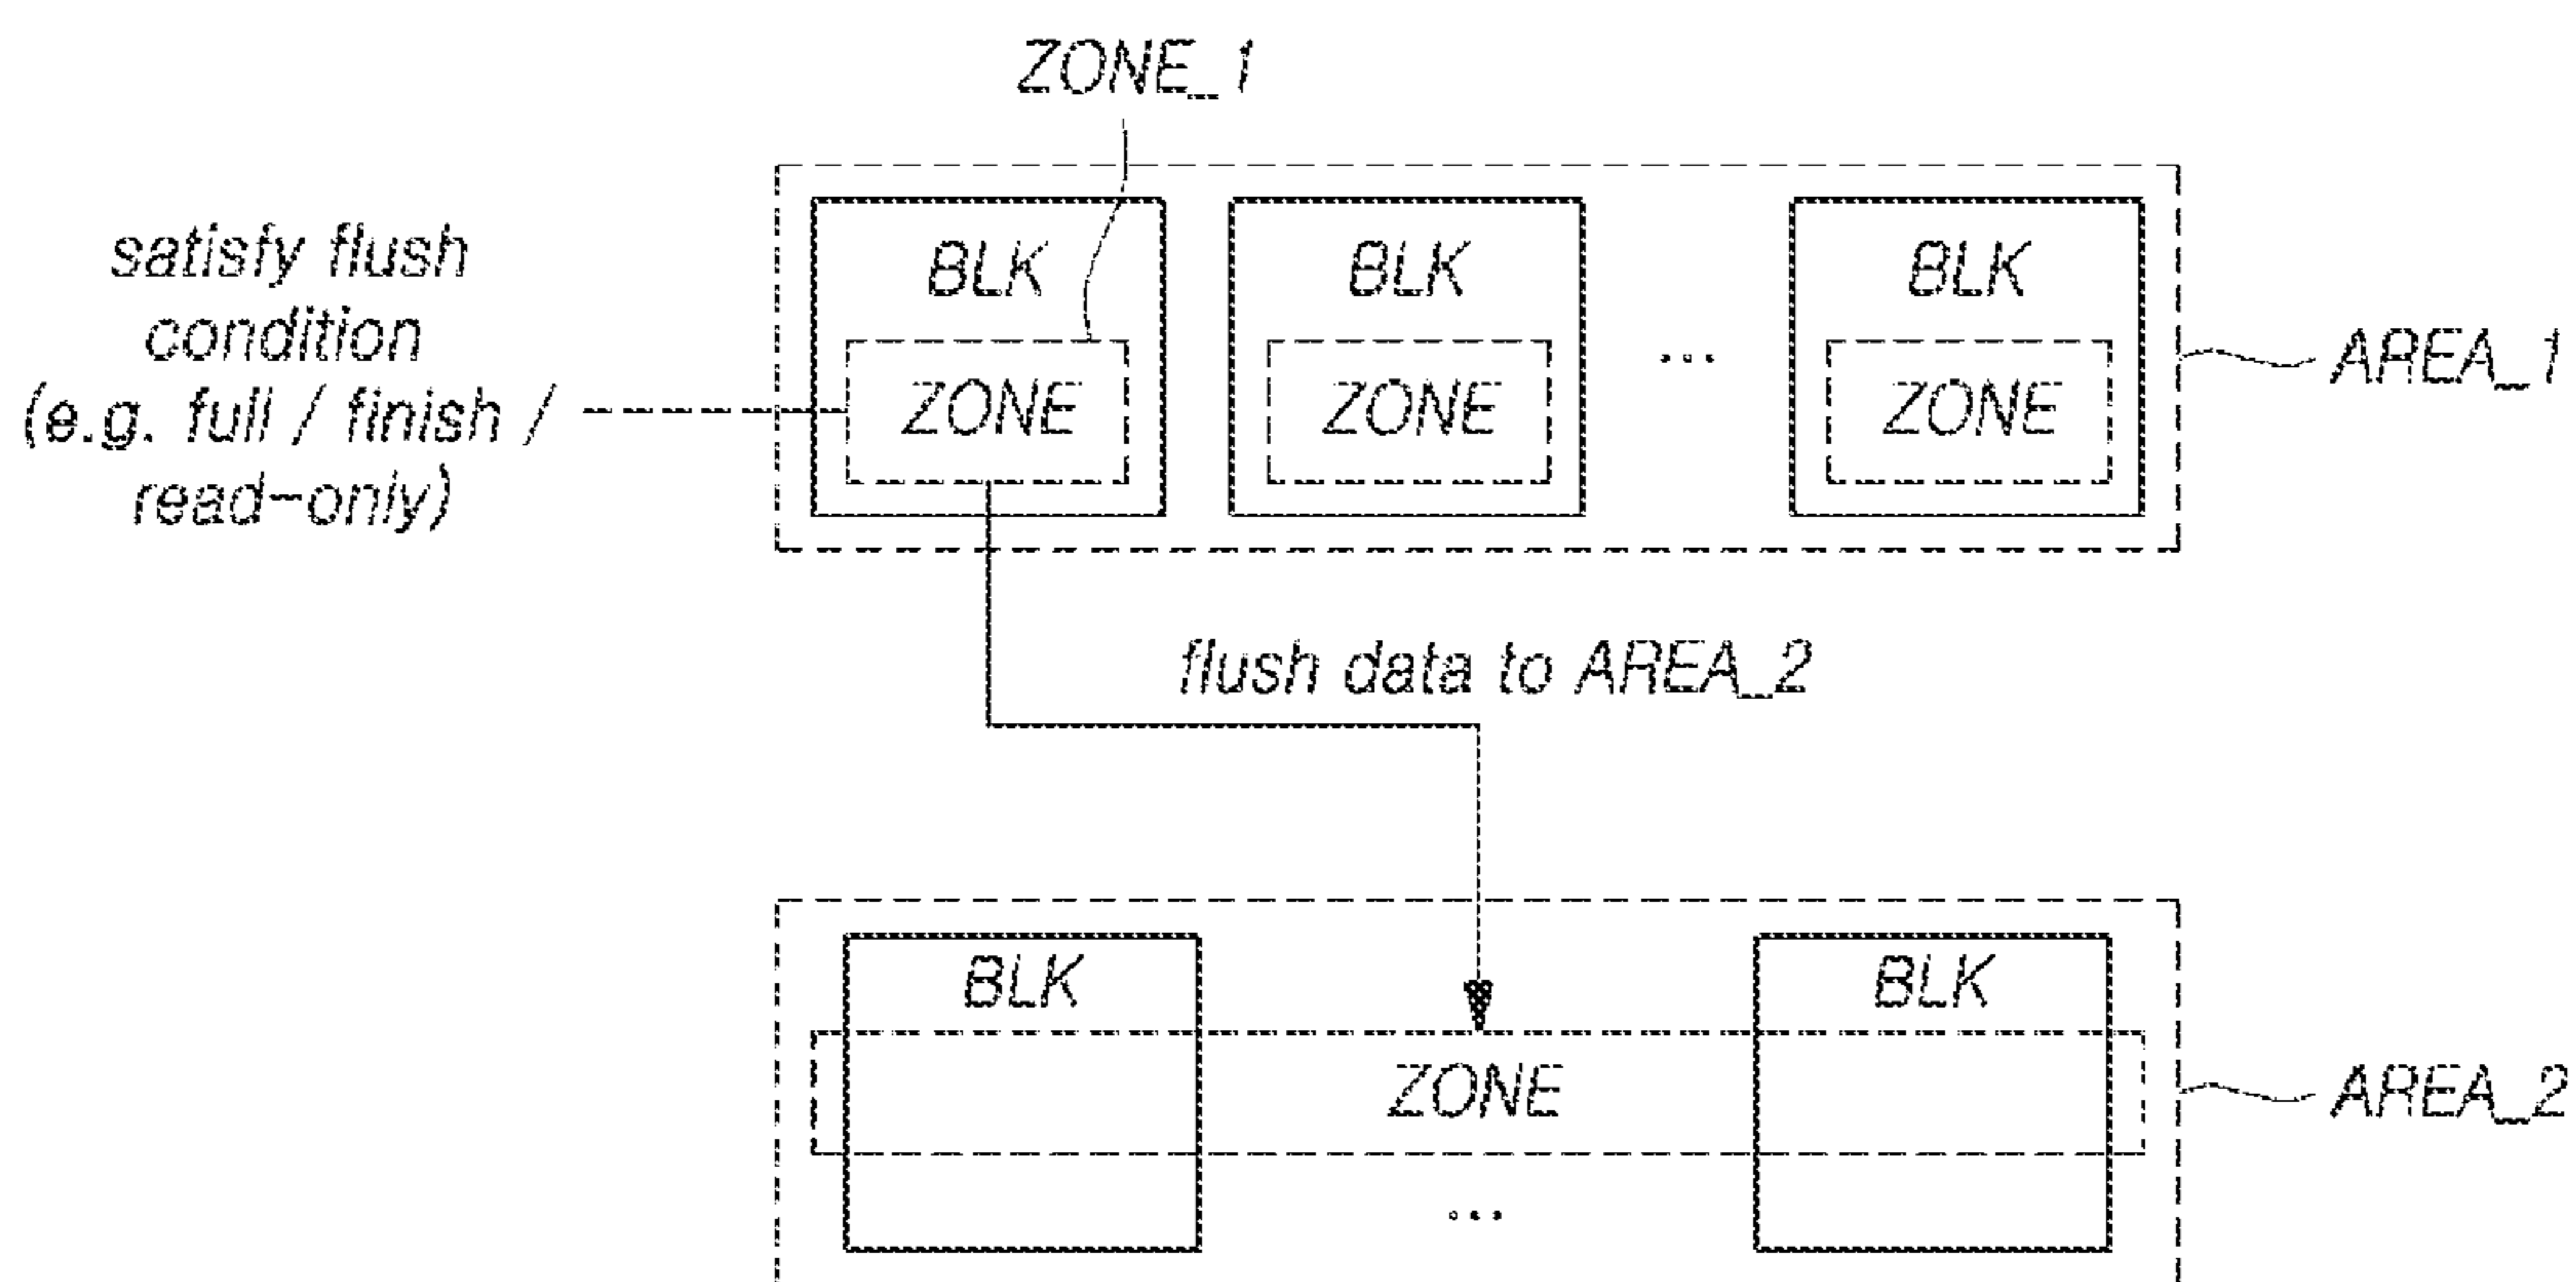 ZONE_1
satisfy flush
condition
(e.g. full / finish /
read-only)
BLK BLK BLK
ZONE ZONE ... ZONE
AREA_1
flush data to AREA_2
BLK BLK
ZONE
...
AREA_2